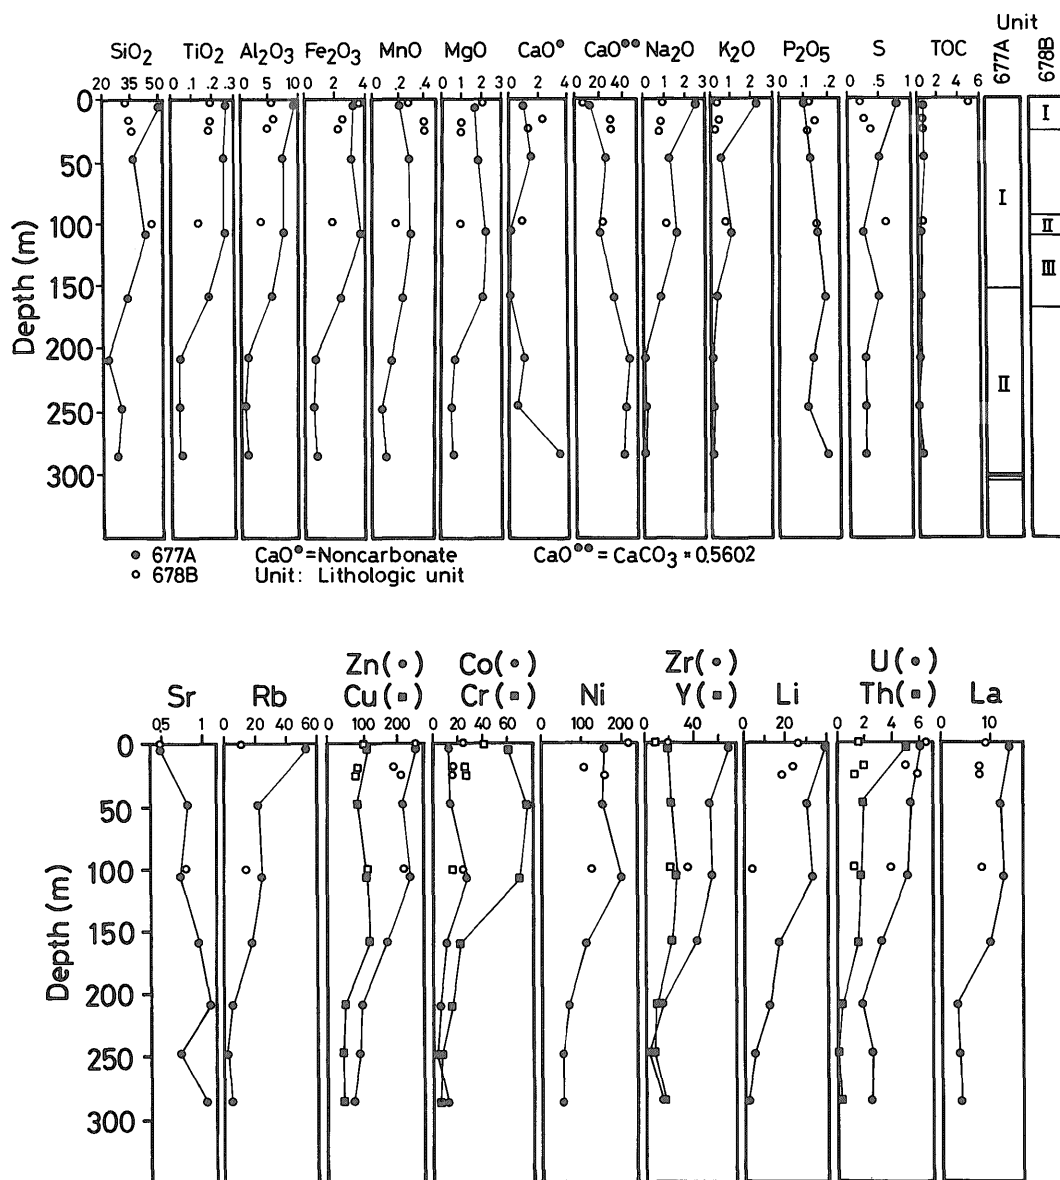 Unit
SiO2 TiO2 Al2O3 Fe2O3 MnO MgO CaO● CaO●● Na2O K2O P2O5 S TOC 677A 678B
20 35 50 0 .1 .2 .3 0 5 10 0 2 4 0 .2 .4 0 1 2 3 0 2 4 0 20 40 0 1 2 3 0 1 2 3 0 .1 .2 0 .5 1 0 2 4 6
0
50
100
150
200
250
300
Depth (m)
I
II
I
II
III
● 677A CaO●=Noncarbonate CaO●●= CaCO3 × 0.5602
○ 678B Unit: Lithologic unit
Zn(●) Co(●) Zr(●) U(●)
Sr Rb Cu(■) Cr(■) Ni Y(■) Li Th(■) La
0.5 1 0 20 40 60 0 100 200 0 20 40 60 0 100 200 0 40 80 0 20 0 2 4 6 0 10
0
50
100
150
200
250
300
Depth (m)